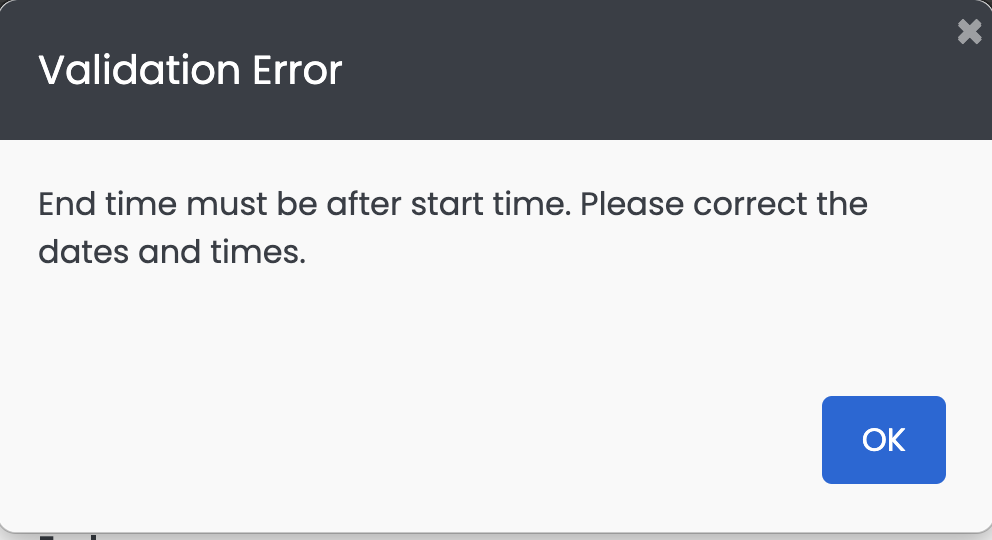 Validation Error
End time must be after start time. Please correct the
dates and times.
OK